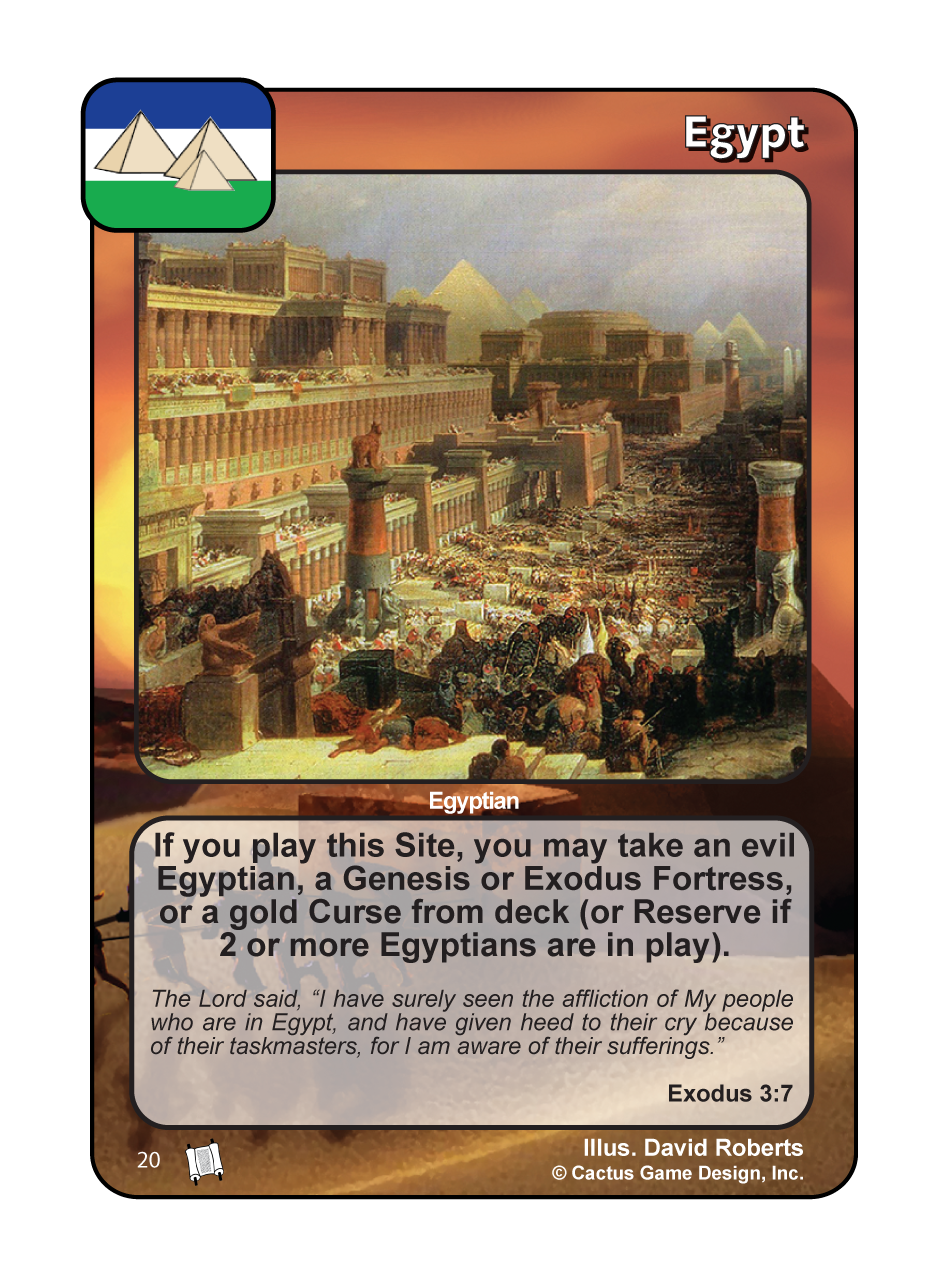 Egypt
Egyptian
If you play this Site, you may take an evil
Egyptian, a Genesis or Exodus Fortress,
or a gold Curse from deck (or Reserve if
2 or more Egyptians are in play).
The Lord said, “I have surely seen the affliction of My people
who are in Egypt, and have given heed to their cry because
of their taskmasters, for I am aware of their sufferings.”
Exodus 3:7
20
Illus. David Roberts
© Cactus Game Design, Inc.